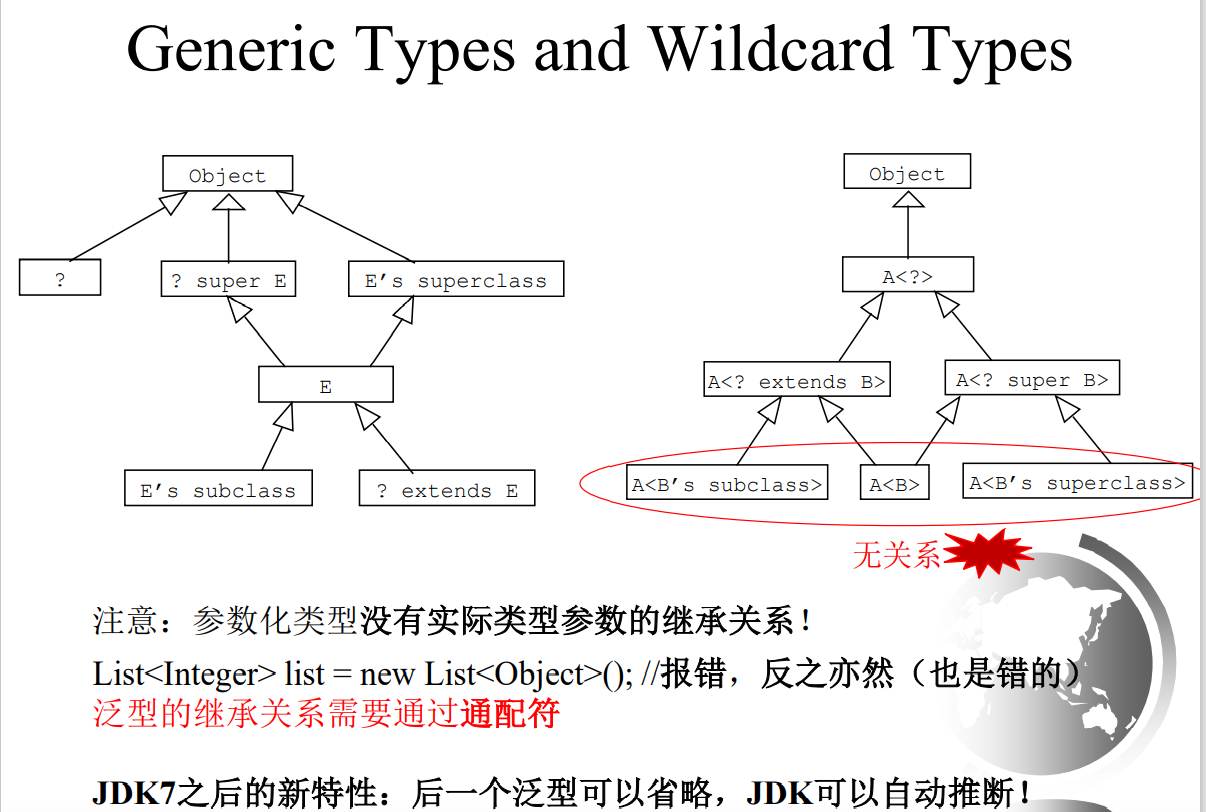 Generic Types and Wildcard Types
Object
?
? super E
E’s superclass
E
E’s subclass
? extends E
Object
A<?>
A<? extends B>
A<? super B>
A<B’s subclass>
A<B>
A<B’s superclass>
无关系
注意：参数化类型没有实际类型参数的继承关系！
List<Integer> list = new List<Object>(); //报错，反之亦然（也是错的）
泛型的继承关系需要通过通配符
JDK7之后的新特性：后一个泛型可以省略，JDK可以自动推断！